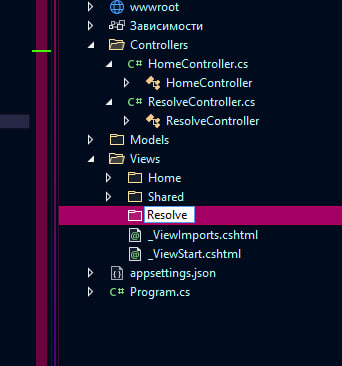 wwwroot
Зависимости
Controllers
C# HomeController.cs
HomeController
C# ResolveController.cs
ResolveController
Models
Views
Home
Shared
Resolve
_ViewImports.cshtml
_ViewStart.cshtml
appsettings.json
C# Program.cs